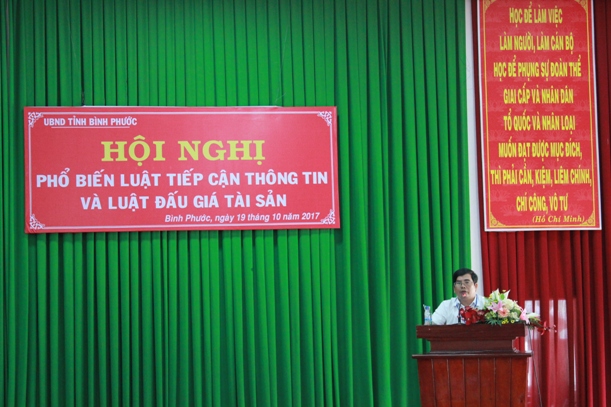 UBND TỈNH BÌNH PHƯỚC
HỘI NGHỊ
PHỔ BIẾN LUẬT TIẾP CẬN THÔNG TIN
VÀ LUẬT ĐẤU GIÁ TÀI SẢN
Bình Phước, ngày 19 tháng 10 năm 2017
HỌC ĐỂ LÀM VIỆC
LÀM NGƯỜI, LÀM CÁN BỘ
HỌC ĐỂ PHỤNG SỰ ĐOÀN THỂ
GIAI CẤP VÀ NHÂN DÂN
TỔ QUỐC VÀ NHÂN LOẠI
MUỐN ĐẠT ĐƯỢC MỤC ĐÍCH,
THÌ PHẢI CẦN, KIỆM, LIÊM CHÍNH,
CHÍ CÔNG, VÔ TƯ
(Hồ Chí Minh)